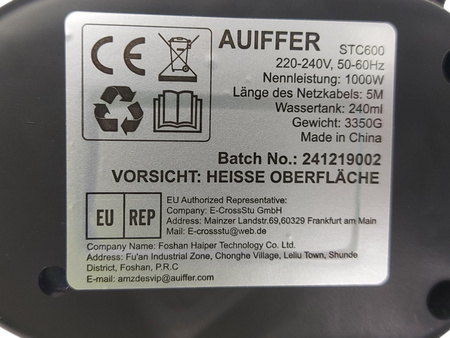 CE
AUIFFER
STC600
220-240V, 50-60Hz
Nennleistung: 1000W
Länge des Netzkabels: 5M
Wassertank: 240ml
Gewicht: 3350G
Made in China
Batch No.: 241219002
VORSICHT: HEISSE OBERFLÄCHE
EU REP
EU Authorized Representative:
Company: E-CrossStu GmbH
Address: Mainzer Landstr.69,60329 Frankfurt am Main
Mail: E-crossstu@web.de
Company Name: Foshan Haiper Technology Co. Ltd.
Address: Fu'an Industrial Zone, Chonghe Village, Leliu Town, Shunde
District, Foshan, P.R.C
E-mail: amzdesvip@auiffer.com